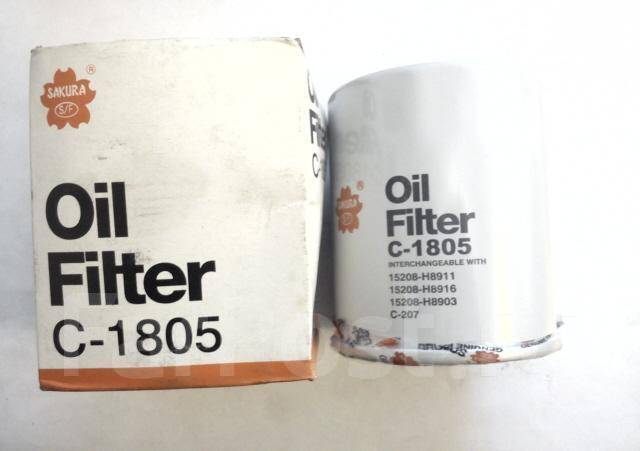 SAKURA
®
S/F
Oil
Filter
C-1805
SAKURA
Oil
Filter
C-1805
INTERCHANGEABLE WITH
15208-H8911
15208-H8916
15208-H8903
C-207